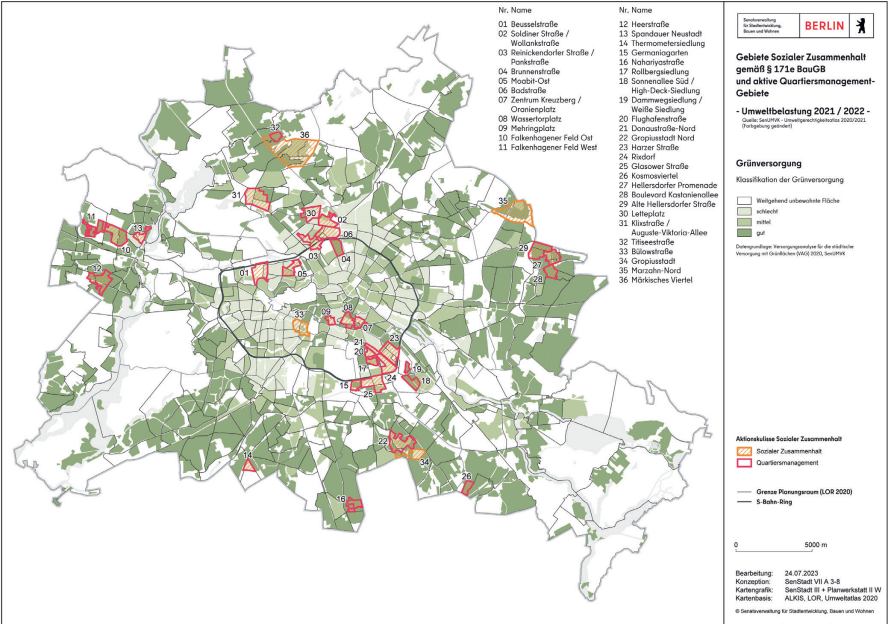 Nr. Name
01 Beusselstraße
02 Soldiner Straße /
Wollankstraße
03 Reinickendorfer Straße /
Pankstraße
04 Brunnenstraße
05 Moabit-Ost
06 Badstraße
07 Zentrum Kreuzberg /
Oranienplatz
08 Wassertorplatz
09 Mehringplatz
10 Falkenhagener Feld Ost
11 Falkenhagener Feld West
Nr. Name
12 Heerstraße
13 Spandauer Neustadt
14 Thermometersiedlung
15 Germaniagarten
16 Nahariyastraße
17 Rollbergsiedlung
18 Sonnenallee Süd /
High-Deck-Siedlung
19 Dammwegsiedlung /
Weiße Siedlung
20 Flughafenstraße
21 Donaustraße-Nord
22 Gropiusstadt Nord
23 Harzer Straße
24 Rixdorf
25 Glasower Straße
26 Kosmosviertel
27 Hellersdorfer Promenade
28 Boulevard Kastanienallee
29 Alte Hellersdorfer Straße
30 Letteplatz
31 Klixstraße /
Auguste-Viktoria-Allee
32 Titiseestraße
33 Bülowstraße
34 Gropiusstadt
35 Marzahn-Nord
36 Märkisches Viertel
Senatsverwaltung
für Stadtentwicklung,
Bauen und Wohnen
BERLIN
Gebiete Sozialer Zusammenhalt
gemäß § 171e BauGB
und aktive Quartiersmanagement-
Gebiete
- Umweltbelastung 2021 / 2022 -
Quelle: SenUMVK - Umweltgerechtigkeitsatlas 2020/2021
(Farbgebung geändert)
Grünversorgung
Klassifikation der Grünversorgung
Weitgehend unbewohnte Fläche
schlecht
mittel
gut
Datengrundlage: Versorgungsanalyse für die städtische
Versorgung mit Grünflächen (VAG) 2020, SenUMVK
Aktionskulisse Sozialer Zusammenhalt
Sozialer Zusammenhalt
Quartiersmanagement
Grenze Planungsraum (LOR 2020)
S-Bahn-Ring
0 5000 m
Bearbeitung: 24.07.2023
Konzeption: SenStadt VII A 3-8
Kartengrafik: SenStadt III + Planwerkstatt II W
Kartenbasis: ALKIS, LOR, Umweltatlas 2020
© Senatsverwaltung für Stadtentwicklung, Bauen und Wohnen
32
36
31
35
30
02
11
13
06
10
03
04
29
12
01
05
27
28
33
09
08
07
21
23
20
17
19
24
18
15
25
22
34
14
26
16